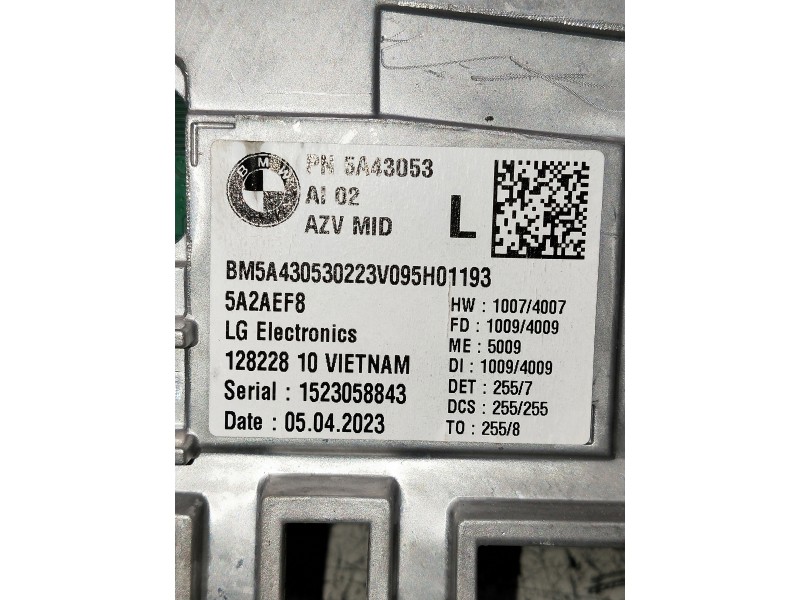 BMW
PN 5A43053
AI 02
AZV MID
L
BM5A430530223V095H01193
5A2AEF8
LG Electronics
128228 10 VIETNAM
Serial : 1523058843
Date : 05.04.2023
HW : 1007/4007
FD : 1009/4009
ME : 5009
DI : 1009/4009
DET : 255/7
DCS : 255/255
TO : 255/8